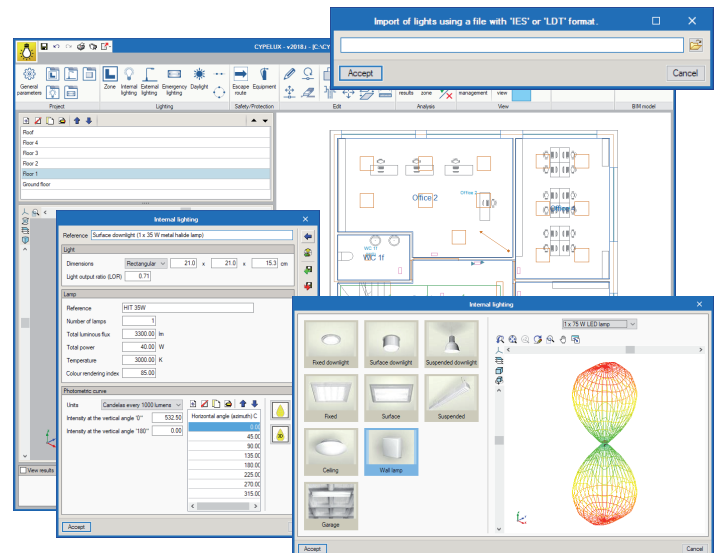 Import of lights using a file with 'IES' or 'LDT' format.
Accept
Cancel
CYPELUX - v2018.i - [C:\CY
General parameters
Zone
Internal lighting
External lighting
Emergency lighting
Daylight
Escape route
Equipment
results
zone
management
view
Project
Lighting
Safety/Protection
Edit
Analysis
View
BIM model
Roof
Floor 4
Floor 3
Floor 2
Floor 1
Ground floor
Office 2
Office 2
Office 4
WC 1f
WC 1f
View results
Internal lighting
Reference Surface downlight (1 x 35 W metal halide lamp)
Light
Dimensions Rectangular 21.0 x 21.0 x 15.3 cm
Light output ratio (LOR) 0.71
Lamp
Reference HIT 35W
Number of lamps 1
Total luminous flux 3300.00 lm
Total power 40.00 W
Temperature 3000.00 K
Colour rendering index 85.00
Photometric curve
Units Candelas every 1000 lumens
Intensity at the vertical angle '0'° 532.50
Intensity at the vertical angle '180'° 0.00
Horizontal angle (azimuth) C
0.00
45.00
90.00
135.00
180.00
225.00
270.00
315.00
3D
Accept
Internal lighting
1 x 75 W LED lamp
Fixed downlight
Surface downlight
Suspended downlight
Fixed
Surface
Suspended
Ceiling
Wall lamp
Garage
Accept
Cancel